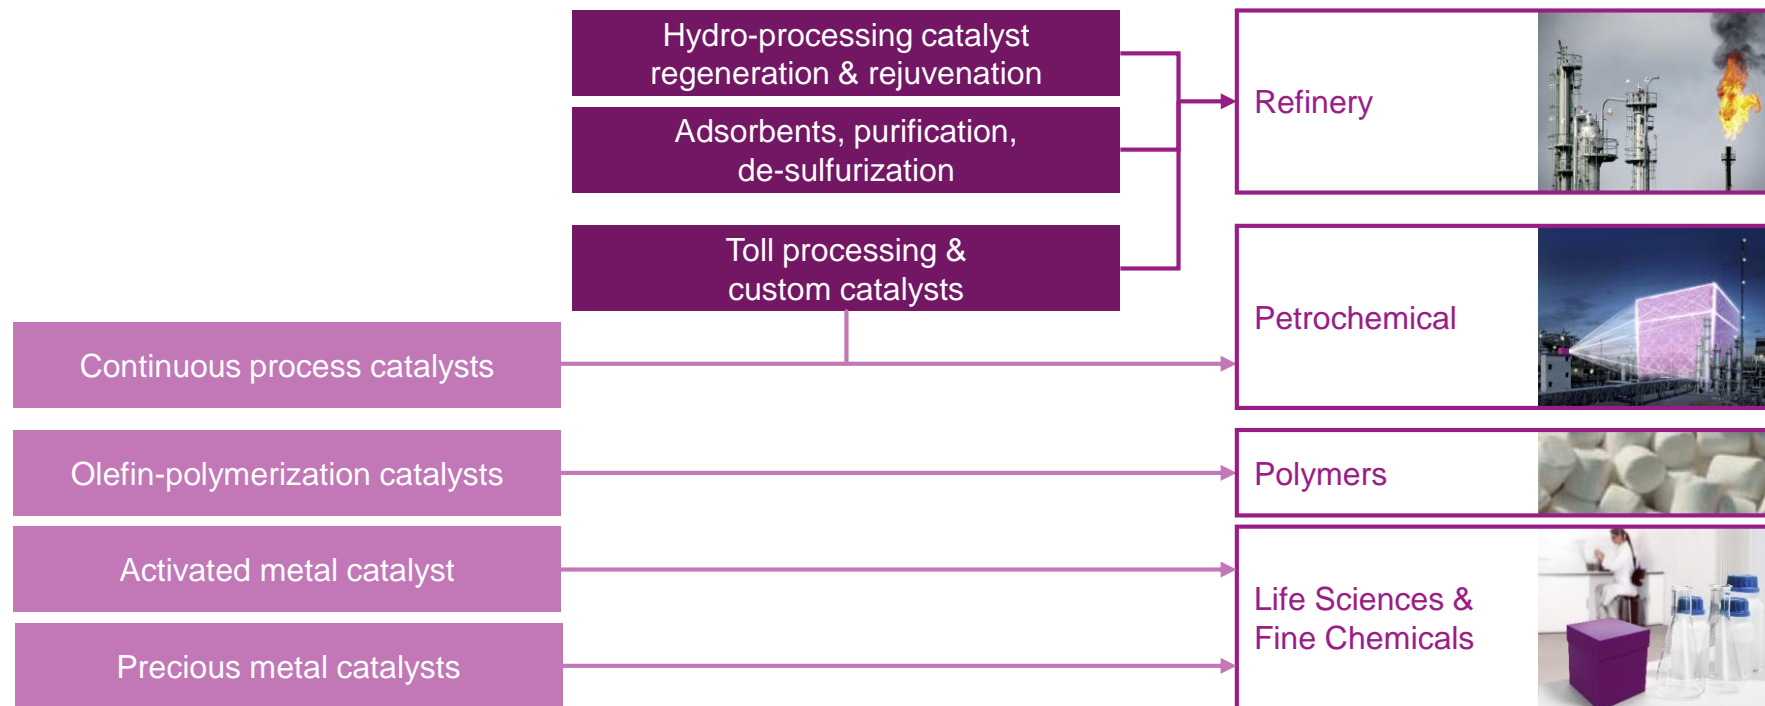 Hydro-processing catalyst
regeneration & rejuvenation
Refinery
Adsorbents, purification,
de-sulfurization
Toll processing &
custom catalysts
Petrochemical
Continuous process catalysts
Olefin-polymerization catalysts
Polymers
Activated metal catalyst
Life Sciences &
Fine Chemicals
Precious metal catalysts